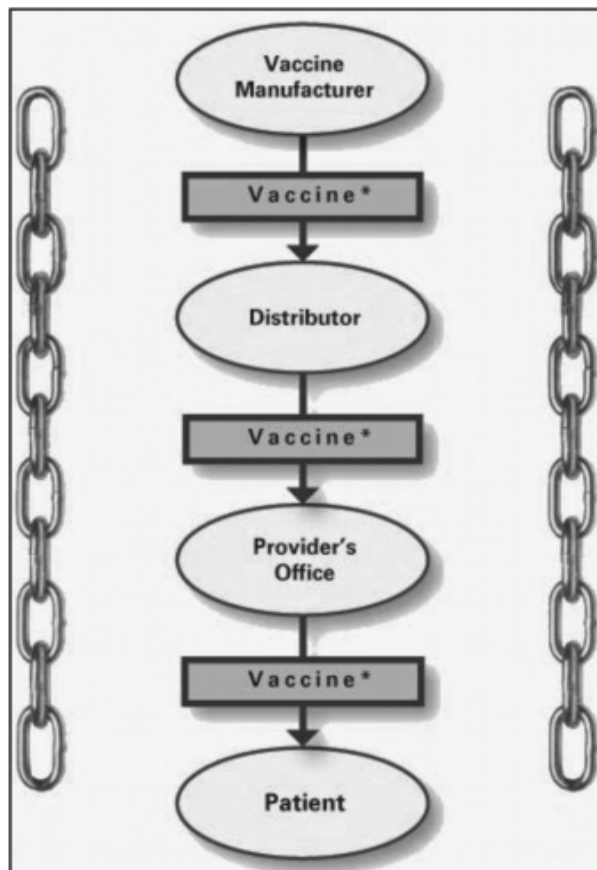 Vaccine
Manufacturer
Vaccine*
Distributor
Vaccine*
Provider's
Office
Vaccine*
Patient